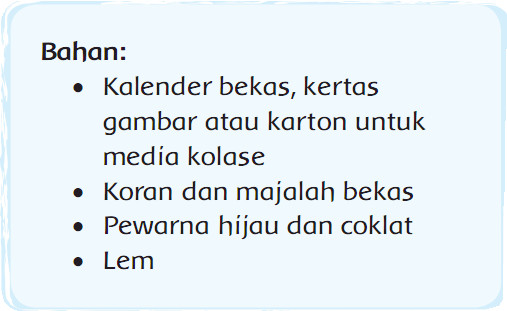 Bahan:
• Kalender bekas, kertas
gambar atau karton untuk
media kolase
• Koran dan majalah bekas
• Pewarna hijau dan coklat
• Lem